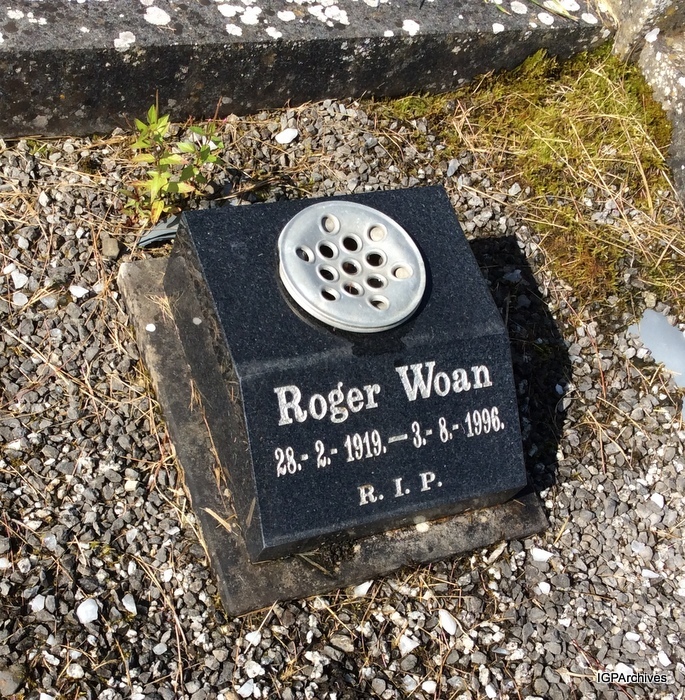 Roger Woan
28.- 2.- 1919.— 3.- 8.- 1996.
R. I. P.
IGPArchives